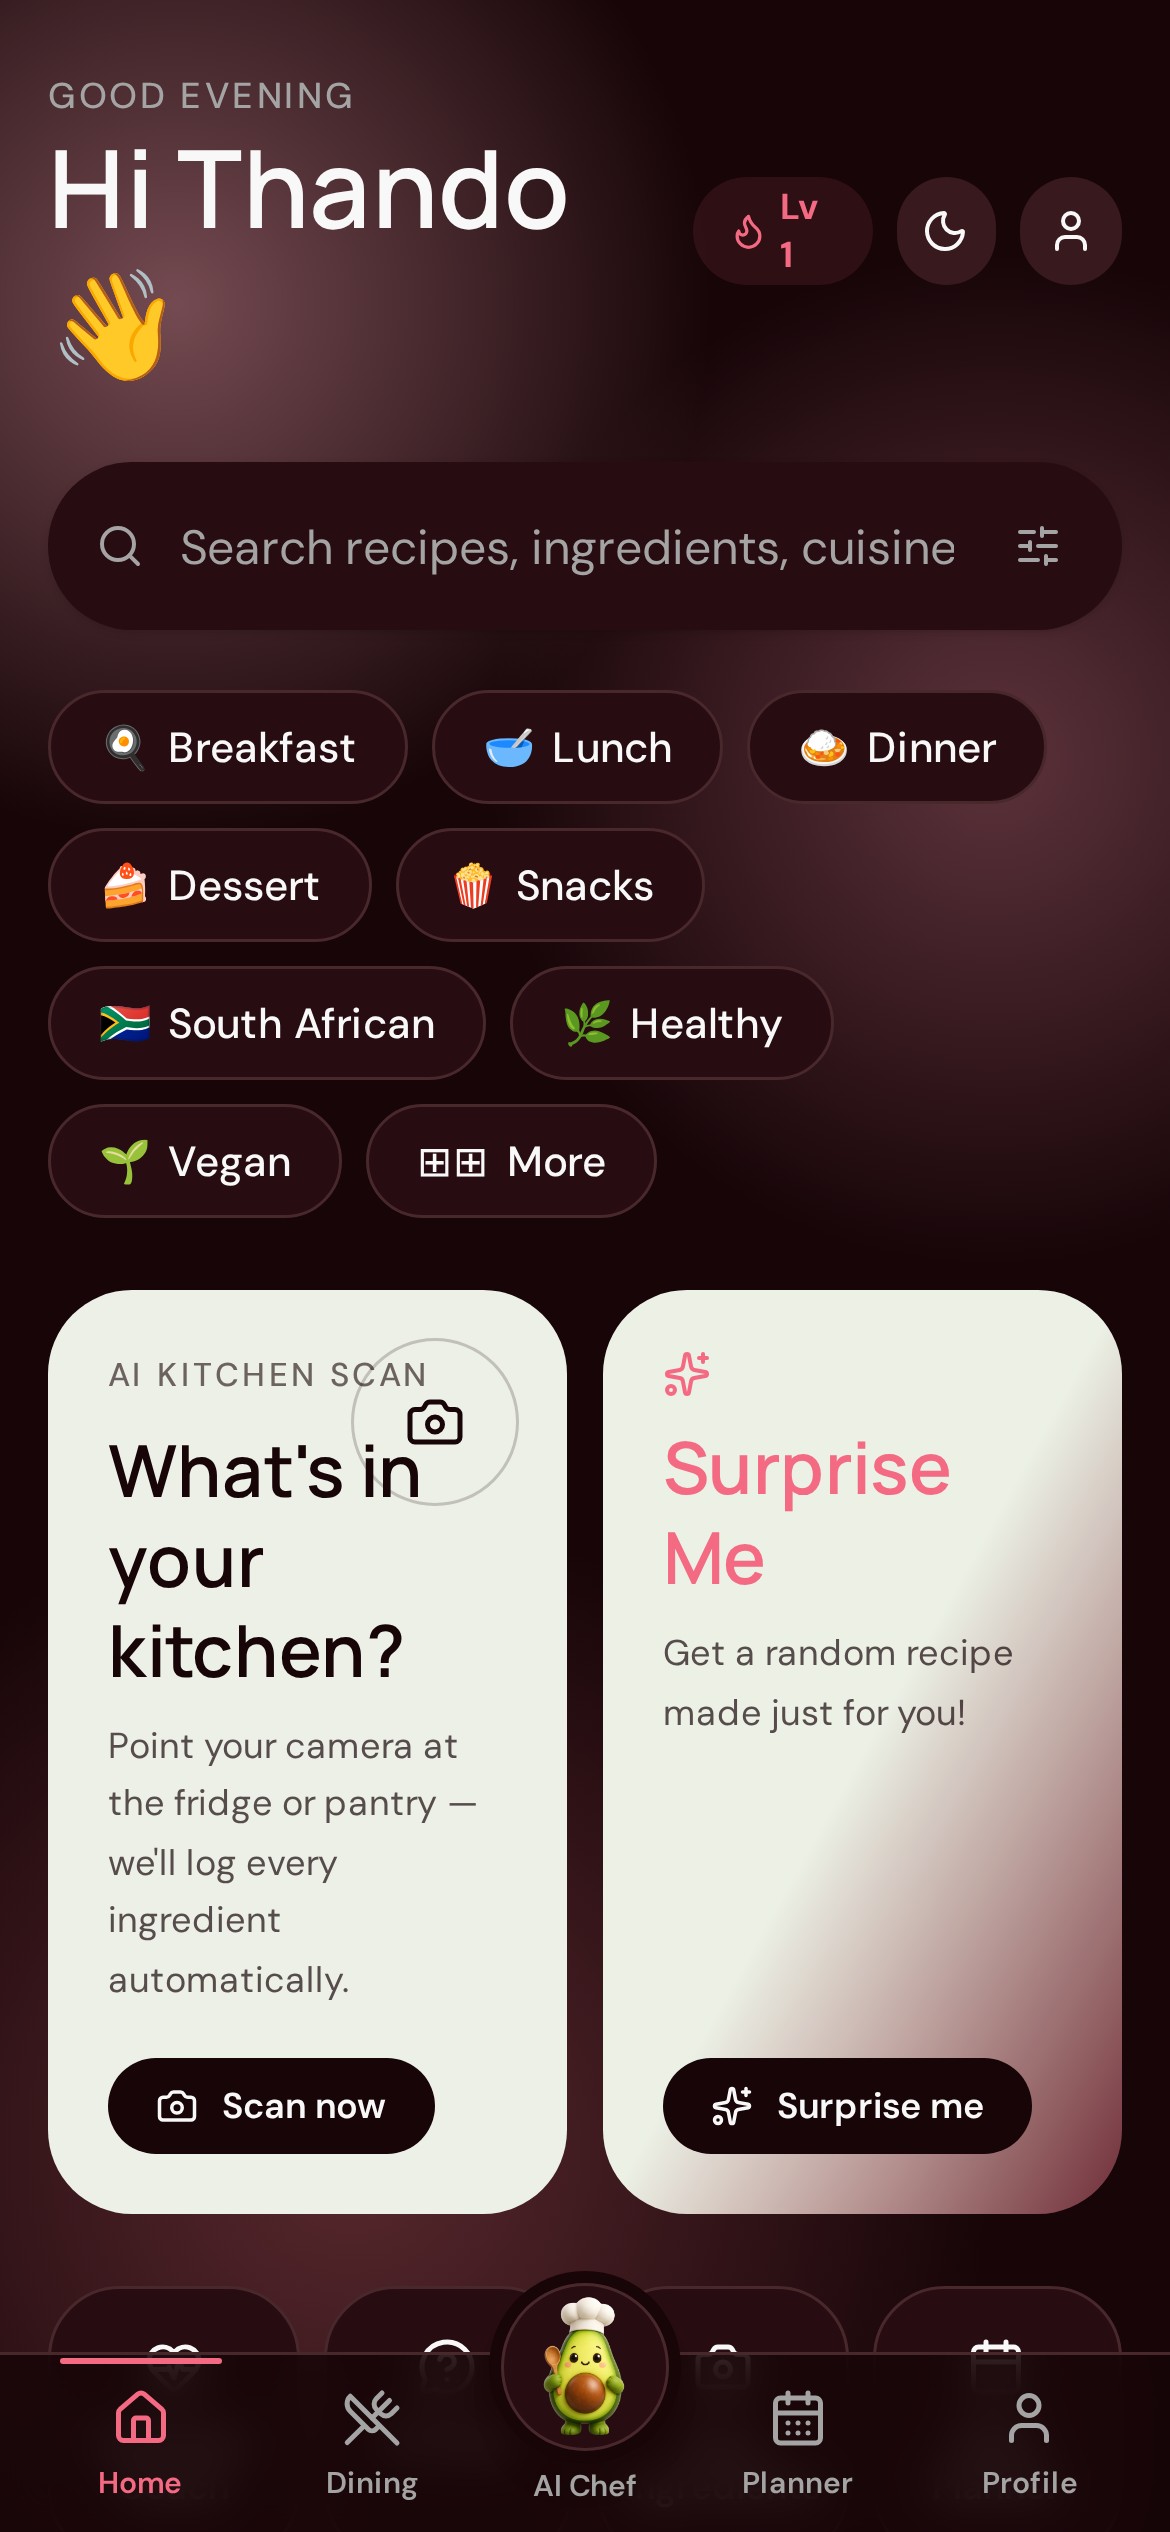 GOOD EVENING
Hi Thando
👋
Lv
1
Search recipes, ingredients, cuisine
🍳 Breakfast
🥣 Lunch
🍛 Dinner
🍰 Dessert
🍿 Snacks
🇿🇦 South African
🌿 Healthy
🌱 Vegan
⊞⊞ More
AI KITCHEN SCAN
What's in
your
kitchen?
Point your camera at
the fridge or pantry —
we'll log every
ingredient
automatically.
Scan now
Surprise
Me
Get a random recipe
made just for you!
Surprise me
Home
Dining
AI Chef
Planner
Profile